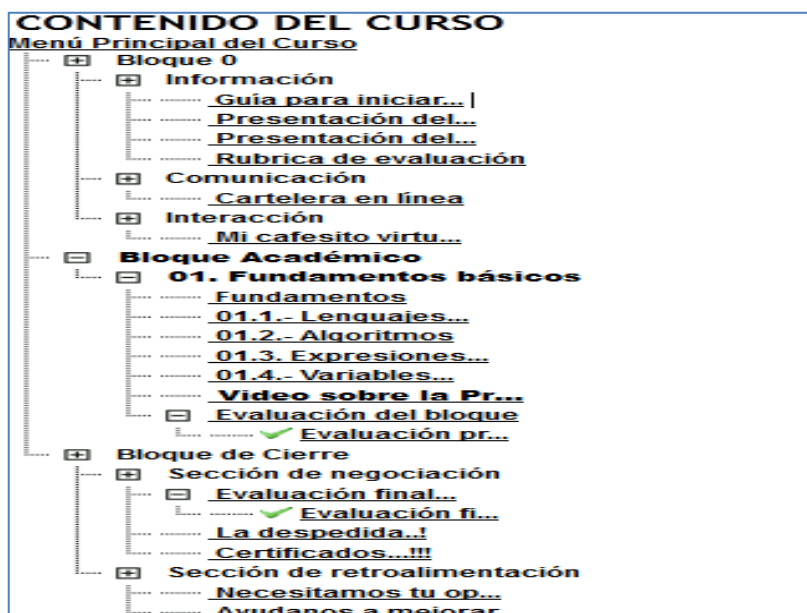 CONTENIDO DEL CURSO
Menú Principal del Curso
Bloque 0
Información
Guía para iniciar...
Presentación del...
Presentación del...
Rubrica de evaluación
Comunicación
Cartelera en línea
Interacción
Mi cafesito virtu...
Bloque Académico
01. Fundamentos básicos
Fundamentos
01.1.- Lenguajes...
01.2.- Algoritmos
01.3. Expresiones...
01.4.- Variables...
Video sobre la Pr...
Evaluación del bloque
Evaluación pr...
Bloque de Cierre
Sección de negociación
Evaluación final...
Evaluación fi...
La despedida..!
Certificados...!!!
Sección de retroalimentación
Necesitamos tu op...
Ayudanos a mejorar